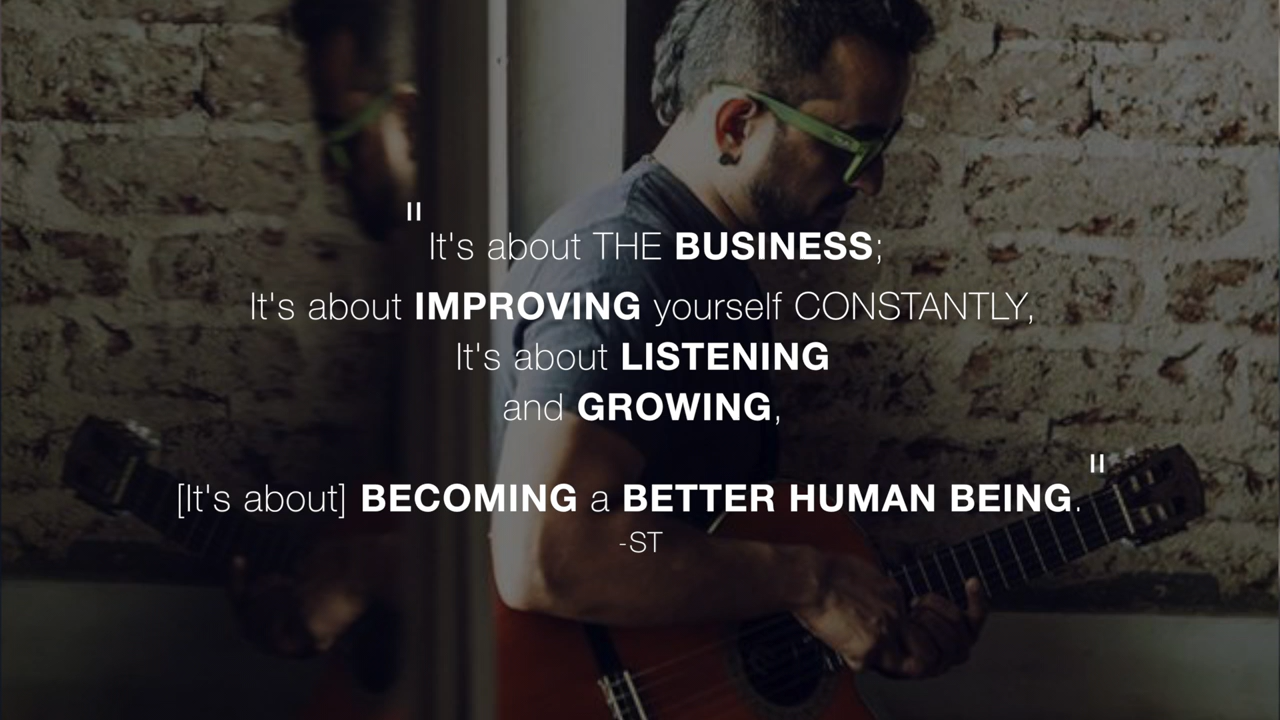 "It's about THE BUSINESS;
It's about IMPROVING yourself CONSTANTLY,
It's about LISTENING
and GROWING,
[It's about] BECOMING a BETTER HUMAN BEING."
-ST